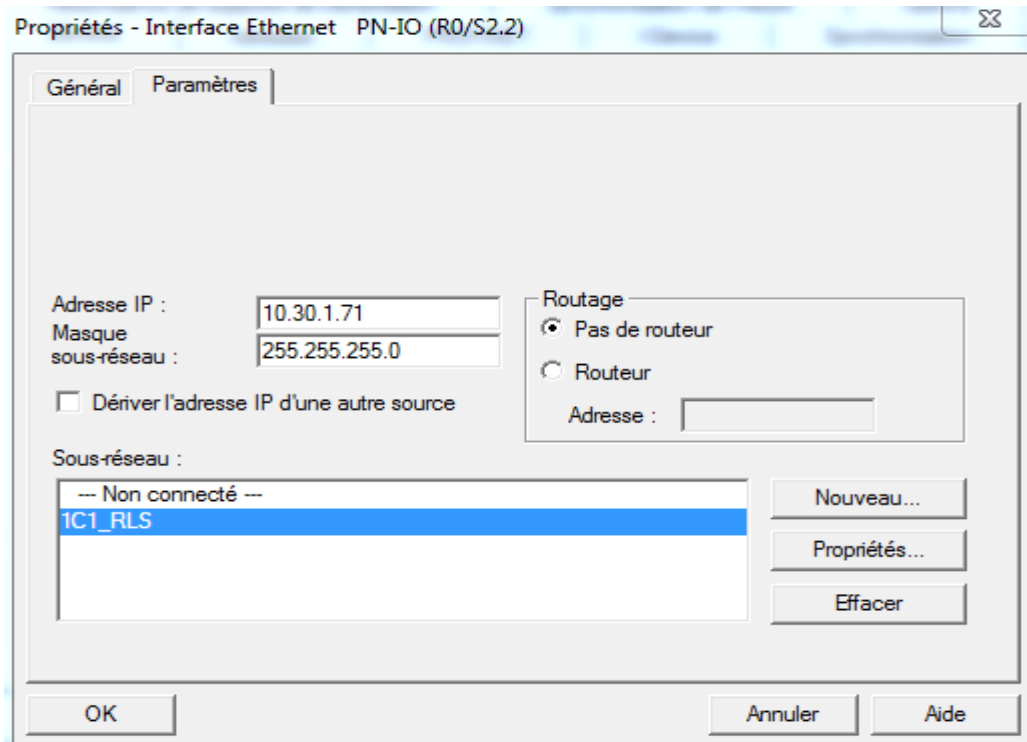 Propriétés - Interface Ethernet PN-IO (R0/S2.2)
Général
Paramètres
Adresse IP :
10.30.1.71
Masque
sous-réseau :
255.255.255.0
Dériver l'adresse IP d'une autre source
Routage
Pas de routeur
Routeur
Adresse :
Sous-réseau :
--- Non connecté ---
1C1_RLS
Nouveau...
Propriétés...
Effacer
OK
Annuler
Aide